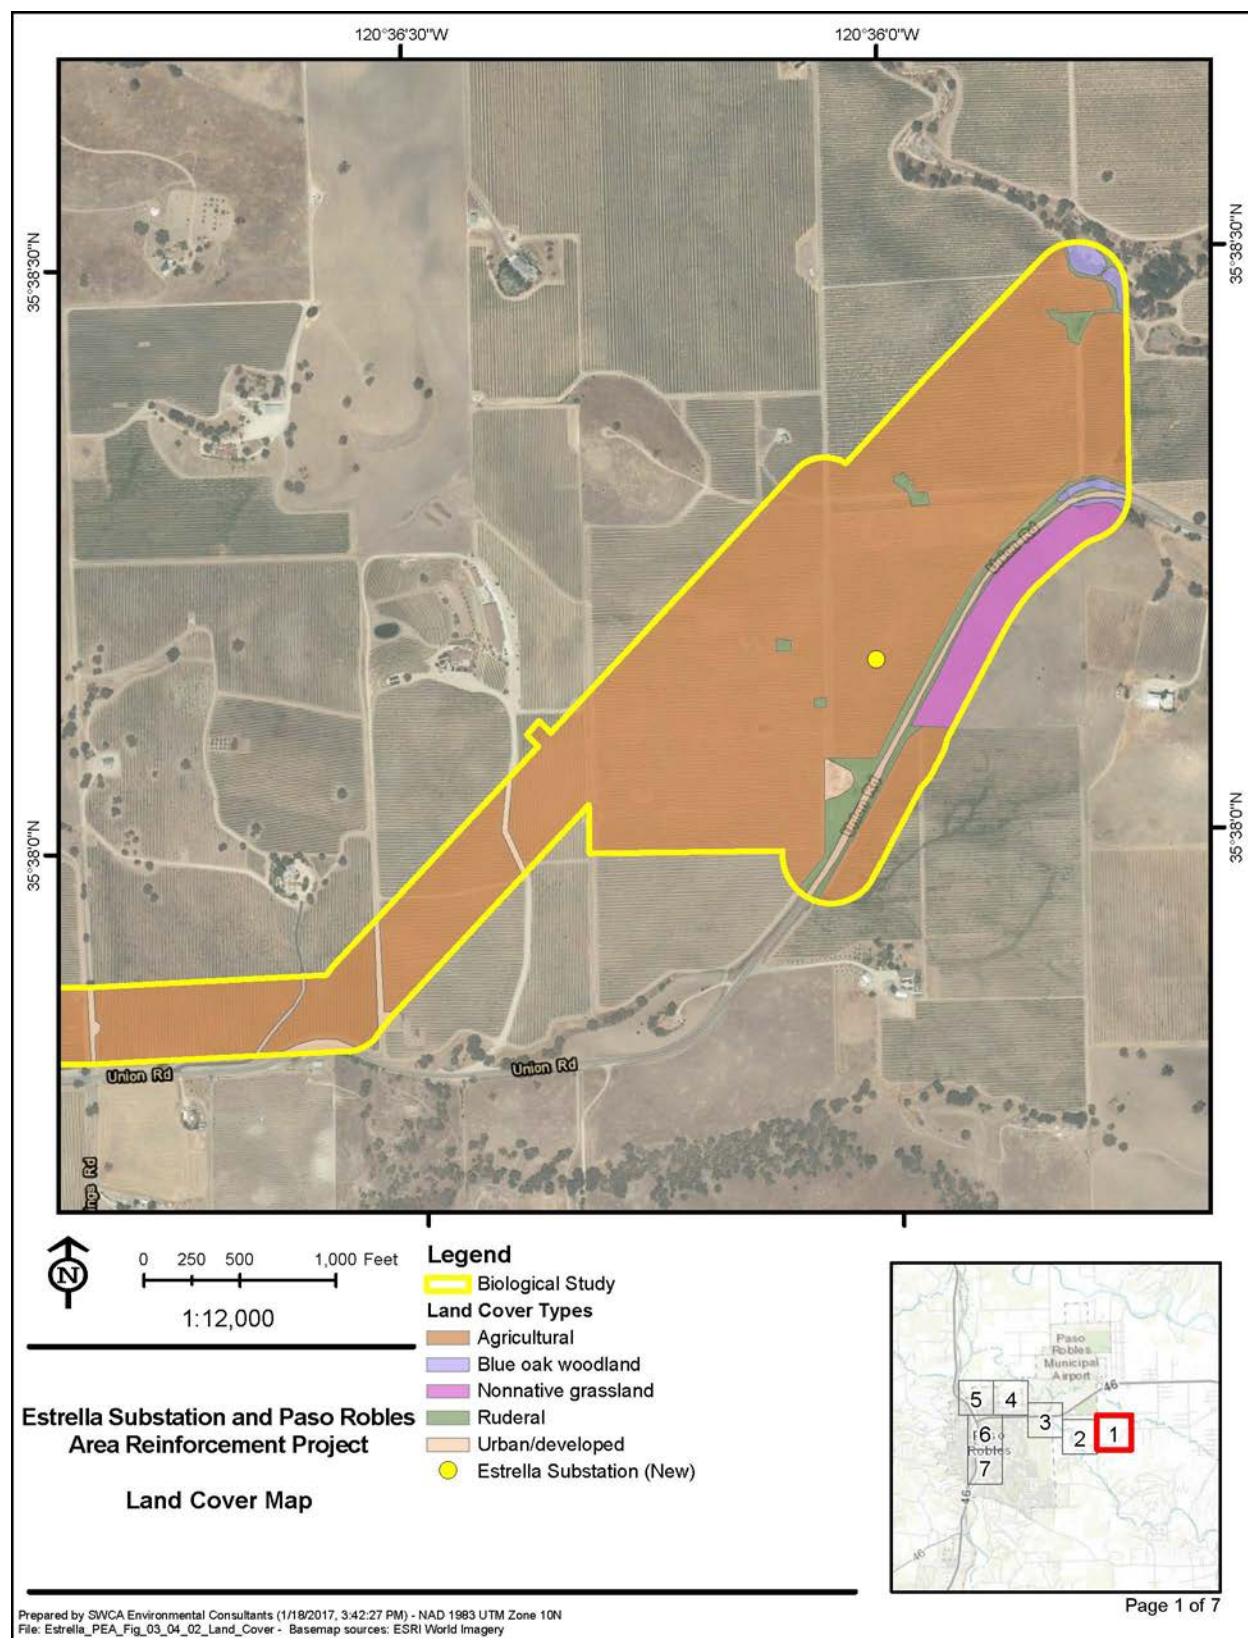 120°36'30"W
120°36'0"W
35°38'30"N
35°38'30"N
Union Rd
Union Rd
35°38'0"N
35°38'0"N
Union Rd
Union Rd
ings Rd
0 250 500 1,000 Feet
N
1:12,000
Estrella Substation and Paso Robles
Area Reinforcement Project
Land Cover Map
Legend
Biological Study
Land Cover Types
Agricultural
Blue oak woodland
Nonnative grassland
Ruderal
Urban/developed
Estrella Substation (New)
Paso
Robles
Municipal
Airport
46
5
4
3
2
1
6
Paso
Robles
7
46
46
Page 1 of 7
Prepared by SWCA Environmental Consultants (1/18/2017, 3:42:27 PM) - NAD 1983 UTM Zone 10N
File: Estrella_PEA_Fig_03_04_02_Land_Cover - Basemap sources: ESRI World Imagery